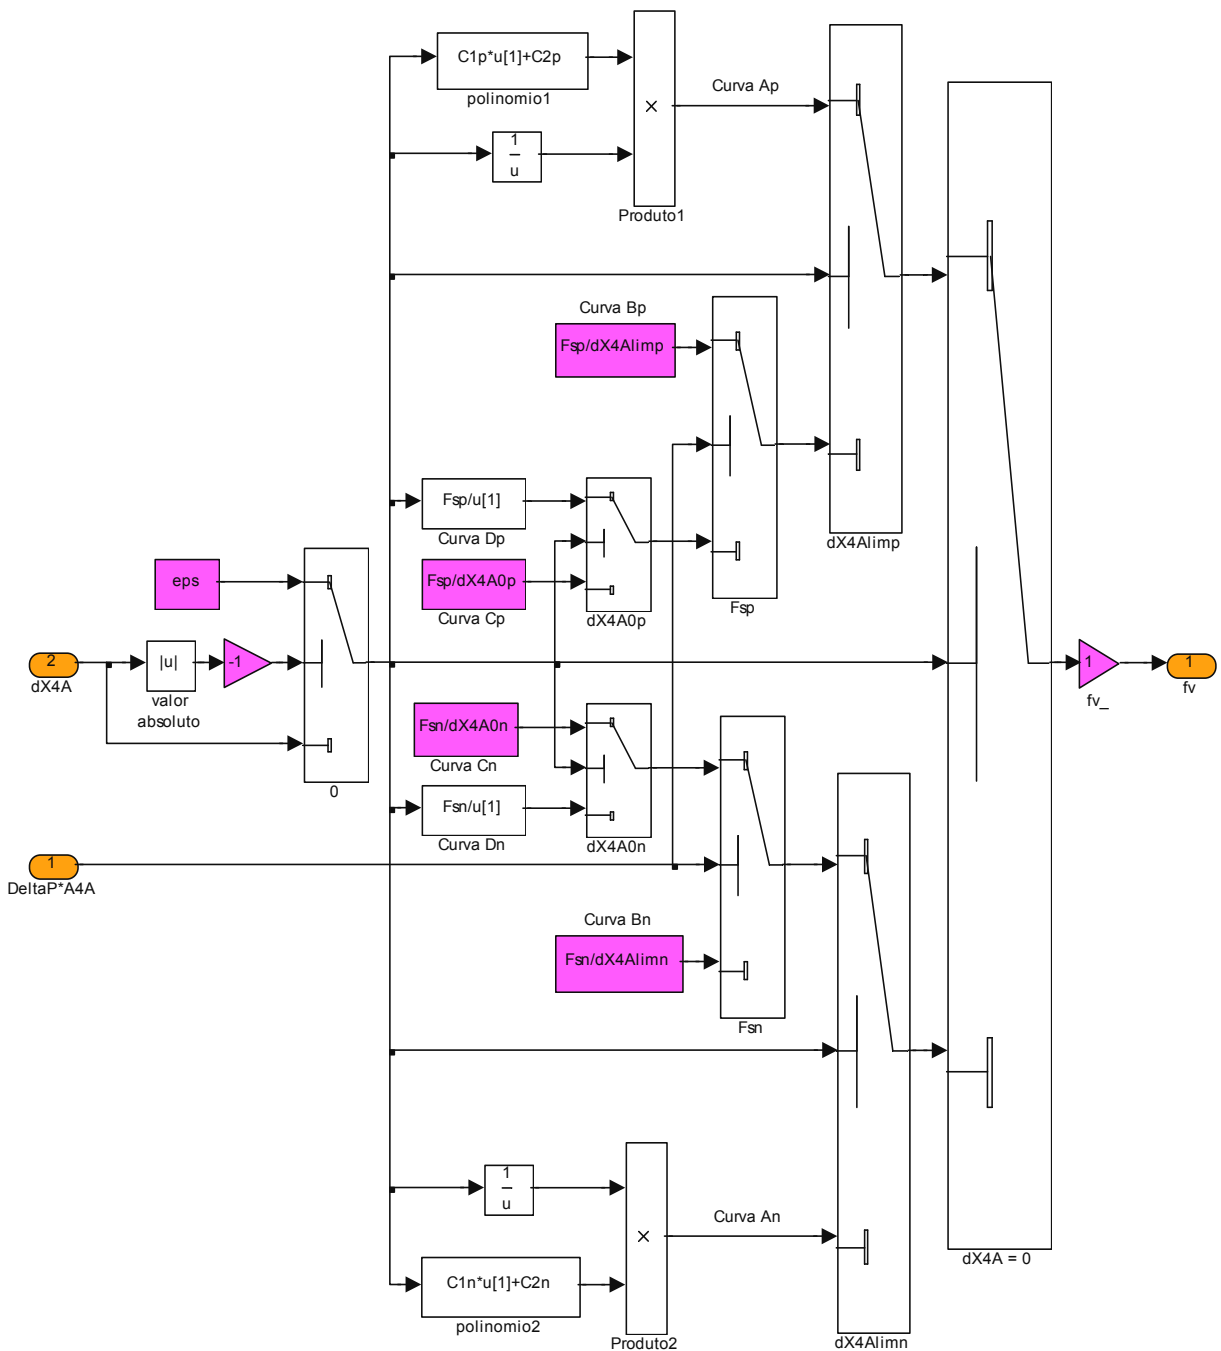 C1p*u[1]+C2p
polinomio1
1
u
×
Produto1
Curva Ap
dX4Alimp
Curva Bp
Fsp/dX4Alimp
Fsp
Fsp/u[1]
Curva Dp
Fsp/dX4A0p
Curva Cp
dX4A0p
eps
2
dX4A
|u|
valor
absoluto
-1
0
1
fv_
1
fv
Fsn/dX4A0n
Curva Cn
Fsn/u[1]
Curva Dn
dX4A0n
1
DeltaP*A4A
Curva Bn
Fsn/dX4Alimn
Fsn
1
u
×
Produto2
Curva An
C1n*u[1]+C2n
polinomio2
dX4Alimn
dX4A = 0